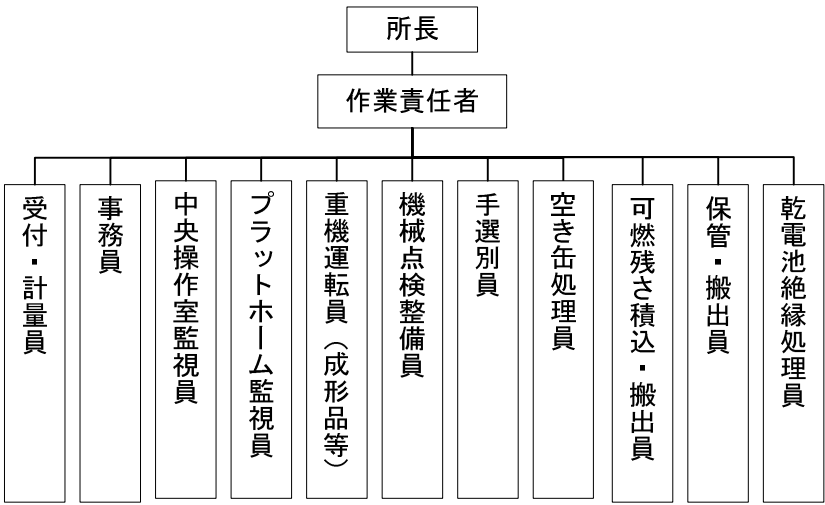 所長
作業責任者
受付・計量員
事務員
中央操作室監視員
プラットホーム監視員
重機運転員（成形品等）
機械点検整備員
手選別員
空き缶処理員
可燃残さ積込・搬出員
保管・搬出員
乾電池絶縁処理員